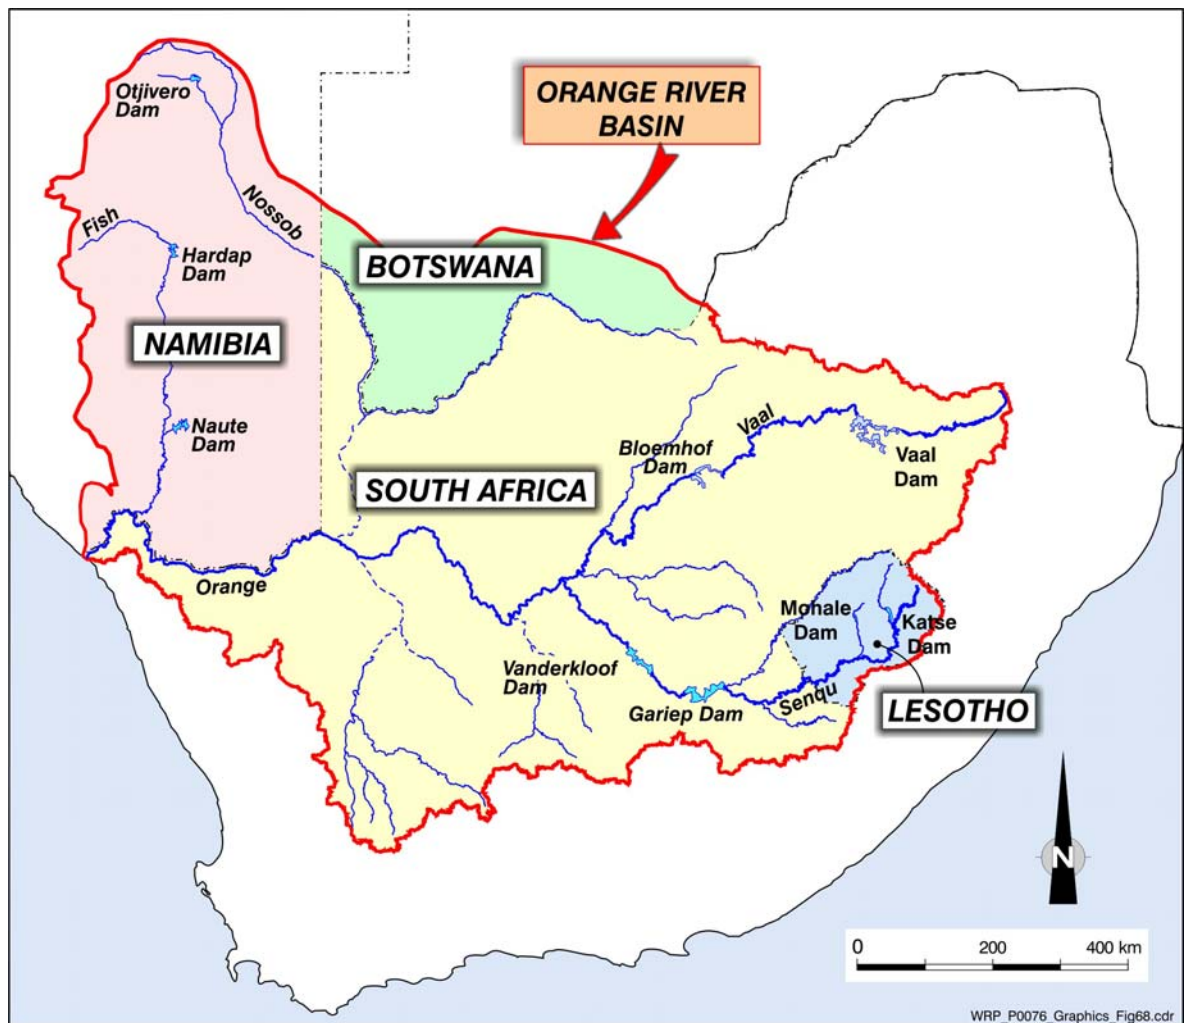 ORANGE RIVER
BASIN
Otjivero
Dam
Nossob
Fish
Hardap
Dam
BOTSWANA
NAMIBIA
Naute
Dam
Vaal
Bloemhof
Dam
Vaal
Dam
SOUTH AFRICA
Orange
Monale
Dam
Katse
Dam
Vanderkloof
Dam
Senqu
Gariep Dam
LESOTHO
N
0 200 400 km
WRP_P0076_Graphics_Fig68.cdr